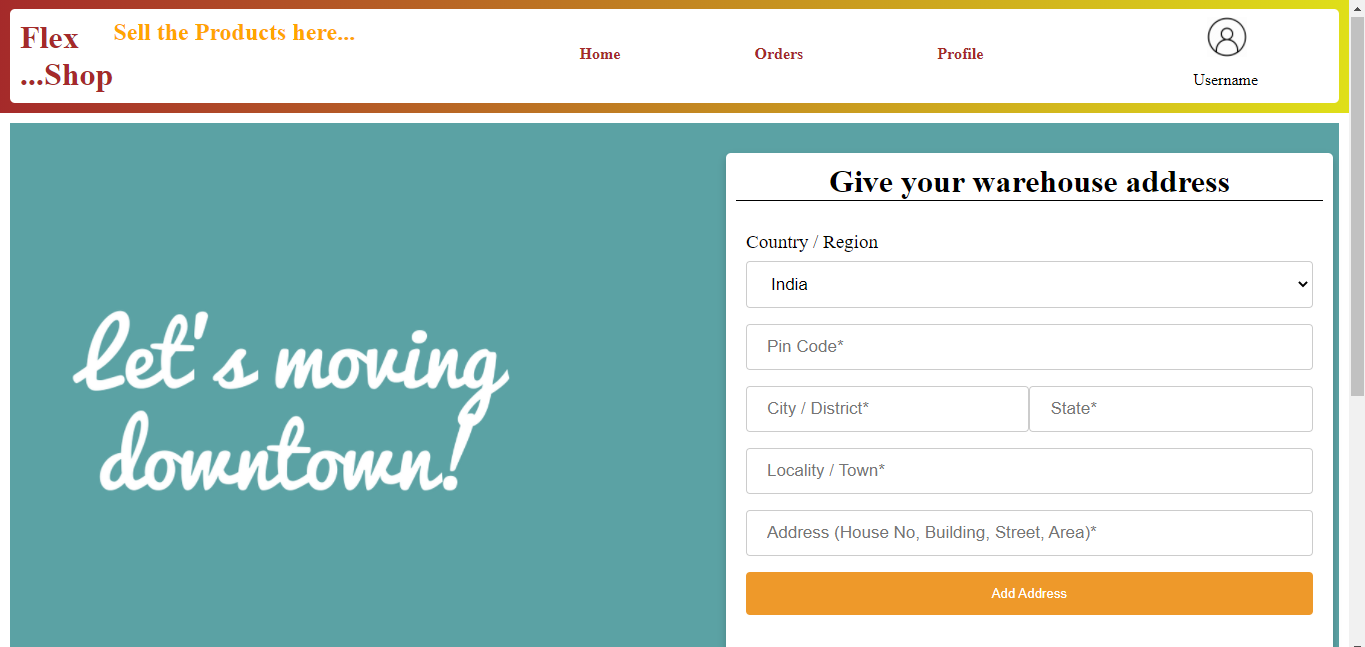 Flex
...Shop
Sell the Products here...
Home
Orders
Profile
Username
Let's moving
downtown!
Give your warehouse address
Country / Region
India
Pin Code*
City / District*
State*
Locality / Town*
Address (House No, Building, Street, Area)*
Add Address